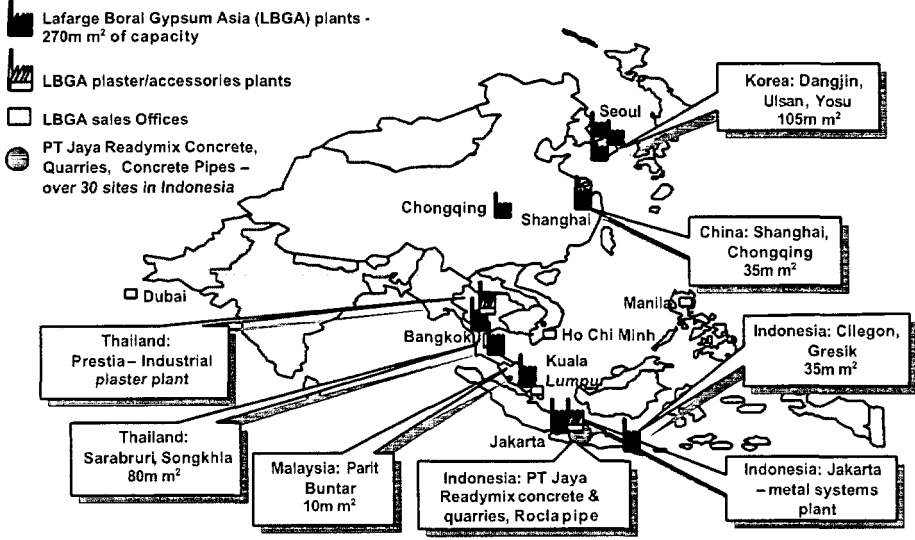 Lafarge Boral Gypsum Asia (LBGA) plants -
270m m² of capacity
LBGA plaster/accessories plants
LBGA sales Offices
PT Jaya Readymix Concrete,
Quarries, Concrete Pipes –
over 30 sites in Indonesia
Korea: Dangjin,
Ulsan, Yosu
105m m²
Seoul
Chongqing
Shanghai
China: Shanghai,
Chongqing
35m m²
Dubai
Manila
Bangkok
Ho Chi Minh
Thailand:
Prestia – Industrial
plaster plant
Indonesia: Cilegon,
Gresik
35m m²
Kuala
Lumpu
Thailand:
Sarabruri, Songkhla
80m m²
Malaysia: Parit
Buntar
10m m²
Jakarta
Indonesia: PT Jaya
Readymix concrete &
quarries, Rocla pipe
Indonesia: Jakarta
– metal systems
plant